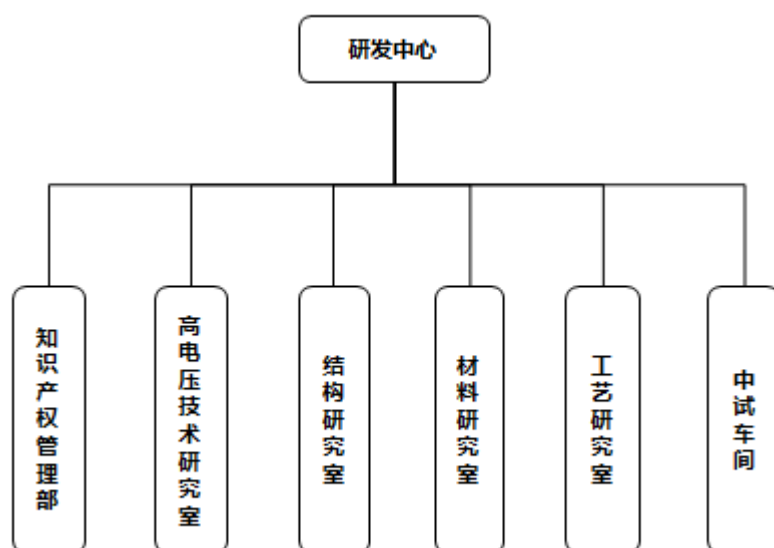 研发中心
知识产权管理部
高电压技术研究室
结构研究室
材料研究室
工艺研究室
中试车间